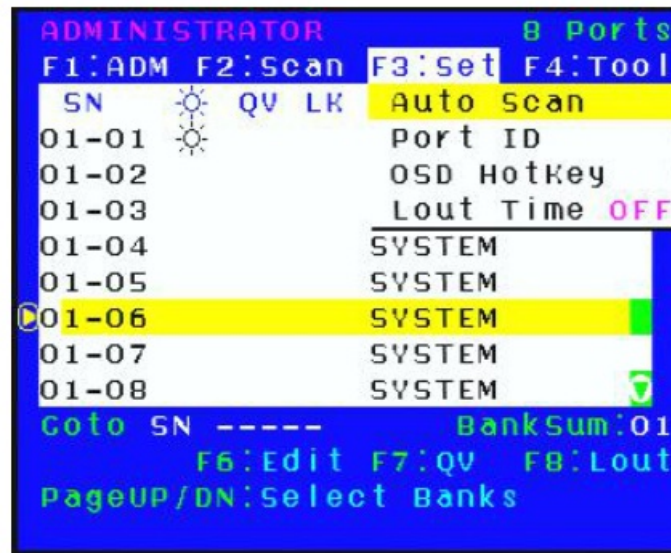 ADMINISTRATOR 8 Ports
F1:ADM F2:Scan F3:Set F4:Tool
SN QV LK Auto Scan
01-01 Port ID
01-02 OSD HotKey
01-03 Lout Time OFF
01-04 SYSTEM
01-05 SYSTEM
01-06 SYSTEM
01-07 SYSTEM
01-08 SYSTEM
Goto SN ----- BankSum:01
F6:Edit F7:QV F8:Lout
PageUP/DN:Select Banks